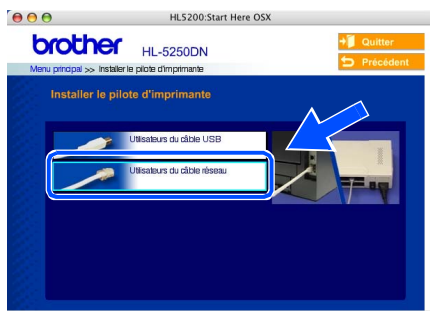 HL5200:Start Here OSX
brother HL-5250DN
Quitter
Précédent
Menu principal >> Installer le pilote d'imprimante
Installer le pilote d'imprimante
Utilisateurs du câble USB
Utilisateurs du câble réseau